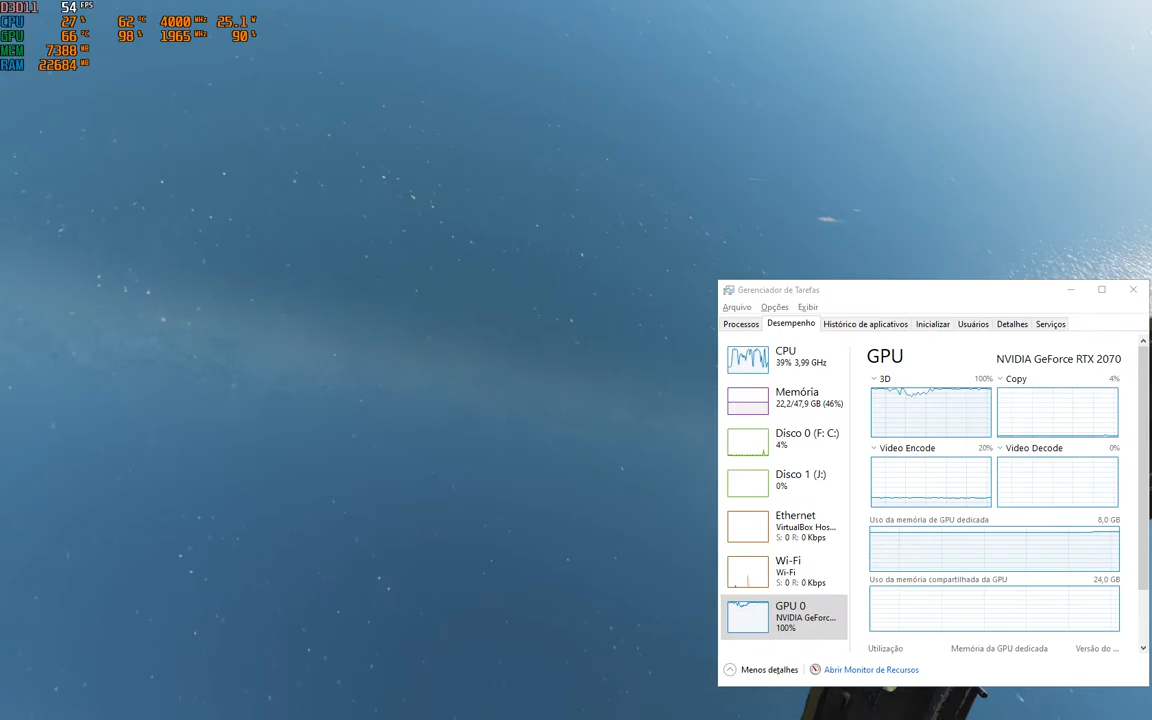 D3D11 54 FPS
CPU 27 % 62 °C 4000 MHz 25.1 W
GPU 66 °C 98 % 1965 MHz 90 %
MEM 7388 MB
RAM 22684 MB
Gerenciador de Tarefas
Arquivo Opções Exibir
Processos Desempenho Histórico de aplicativos Inicializar Usuários Detalhes Serviços
CPU
39% 3,99 GHz
Memória
22,2/47,9 GB (46%)
Disco 0 (F: C:)
4%
Disco 1 (J:)
0%
Ethernet
VirtualBox Hos...
S: 0 R: 0 Kbps
Wi-Fi
Wi-Fi
S: 0 R: 0 Kbps
GPU 0
NVIDIA GeForc...
100%
GPU NVIDIA GeForce RTX 2070
3D 100% Copy 4%
Video Encode 20% Video Decode 0%
Uso da memória de GPU dedicada 8,0 GB
Uso da memória compartilhada da GPU 24,0 GB
Utilização Memória da GPU dedicada Versão do ...
Menos detalhes Abrir Monitor de Recursos